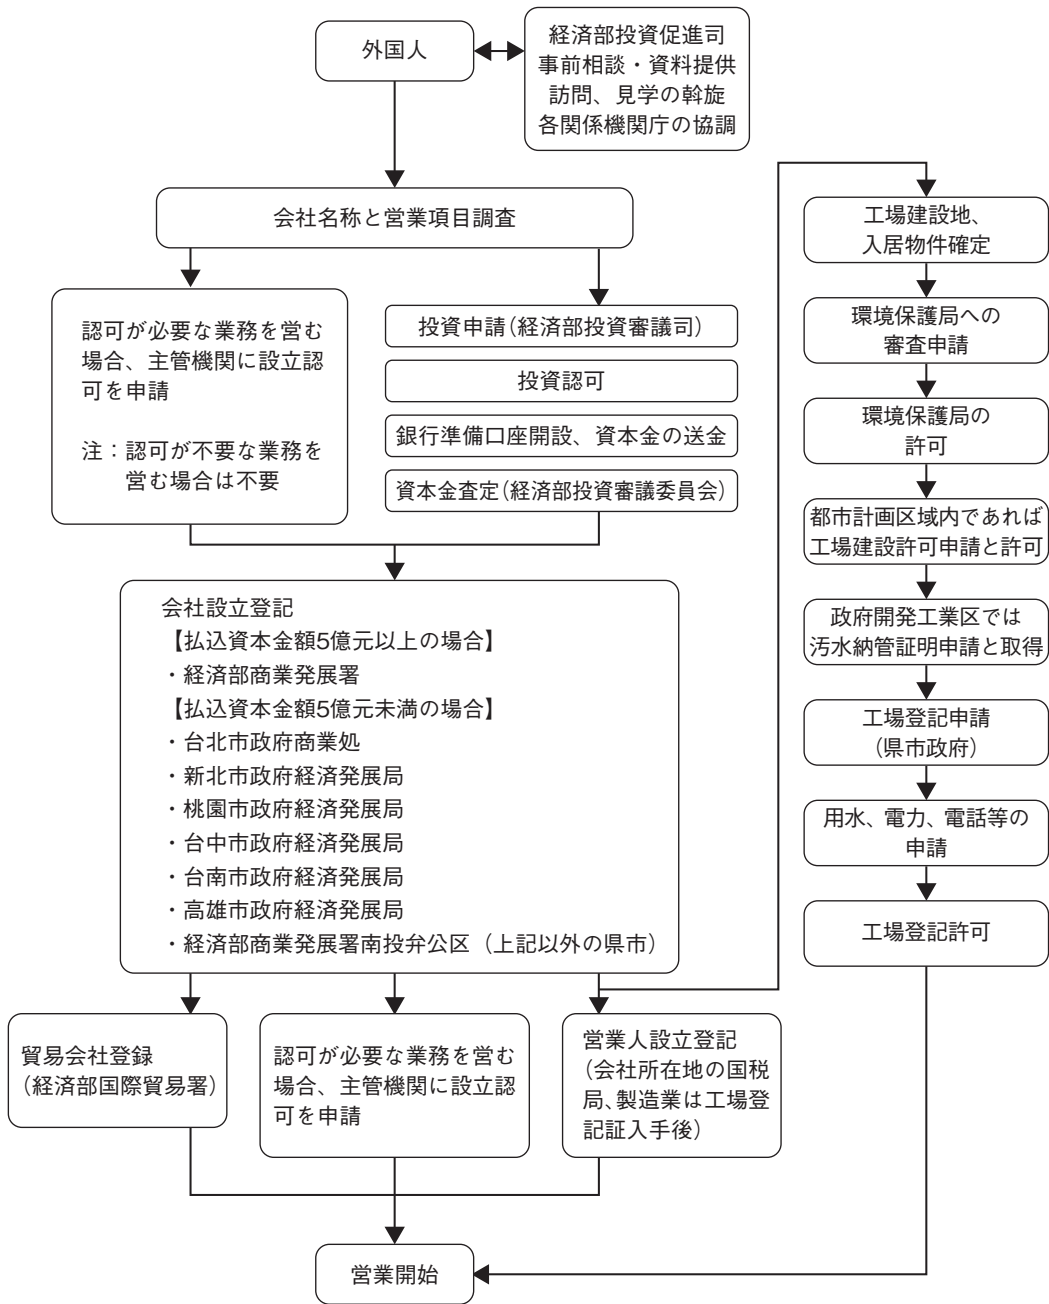 外国人
経済部投資促進司
事前相談・資料提供
訪問、見学の斡旋
各関係機関庁の協調
会社名称と営業項目調査
認可が必要な業務を営む
場合、主管機関に設立認
可を申請
注：認可が不要な業務を
営む場合は不要
投資申請（経済部投資審議司）
投資認可
銀行準備口座開設、資本金の送金
資本金査定（経済部投資審議委員会）
会社設立登記
【払込資本金額5億元以上の場合】
・経済部商業発展署
【払込資本金額5億元未満の場合】
・台北市政府商業処
・新北市政府経済発展局
・桃園市政府経済発展局
・台中市政府経済発展局
・台南市政府経済発展局
・高雄市政府経済発展局
・経済部商業発展署南投弁公区（上記以外の県市）
貿易会社登録
（経済部国際貿易署）
認可が必要な業務を営む
場合、主管機関に設立認
可を申請
営業人設立登記
（会社所在地の国税
局、製造業は工場登
記証入手後）
工場建設地、
入居物件確定
環境保護局への
審査申請
環境保護局の
許可
都市計画区域内であれば
工場建設許可申請と許可
政府開発工業区では
汚水納管証明申請と取得
工場登記申請
（県市政府）
用水、電力、電話等の
申請
工場登記許可
営業開始